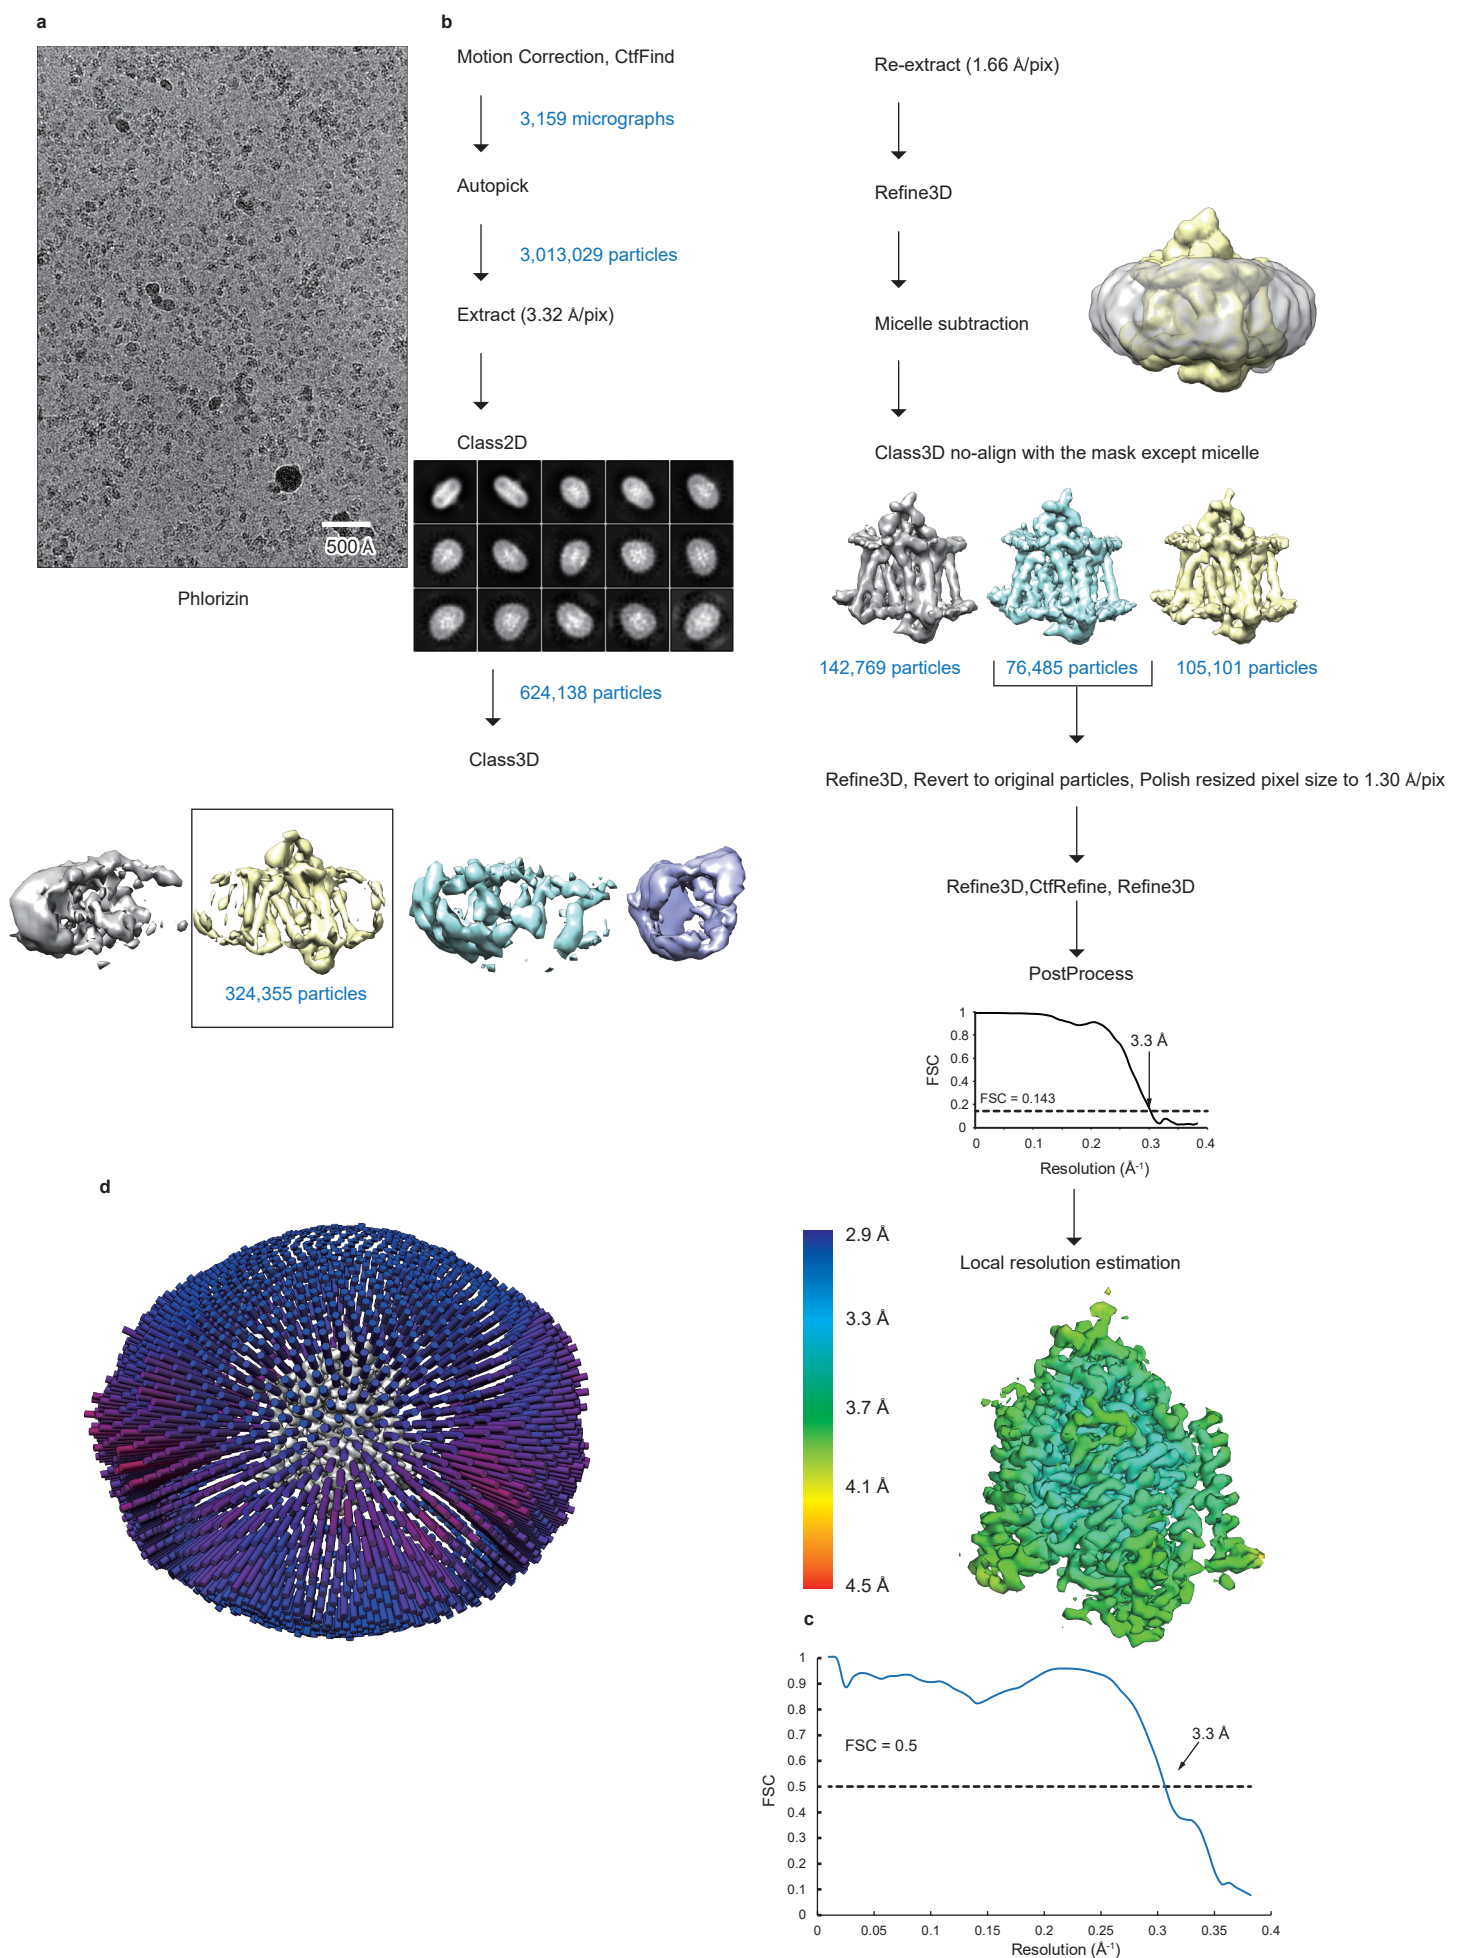 a
500 Å
Phlorizin
b
Motion Correction, CtfFind
3,159 micrographs
Autopick
3,013,029 particles
Extract (3.32 Å/pix)
Class2D
624,138 particles
Class3D
324,355 particles
Re-extract (1.66 Å/pix)
Refine3D
Micelle subtraction
Class3D no-align with the mask except micelle
142,769 particles
76,485 particles
105,101 particles
Refine3D, Revert to original particles, Polish resized pixel size to 1.30 Å/pix
Refine3D,CtfRefine, Refine3D
PostProcess
1
0.8
0.6
0.4
0.2
0
FSC
3.3 Å
FSC = 0.143
0 0.1 0.2 0.3 0.4
Resolution (Å⁻¹)
Local resolution estimation
2.9 Å
3.3 Å
3.7 Å
4.1 Å
4.5 Å
c
1
0.9
0.8
0.7
0.6
0.5
0.4
0.3
0.2
0.1
0
FSC
FSC = 0.5
3.3 Å
0 0.05 0.1 0.15 0.2 0.25 0.3 0.35 0.4
Resolution (Å⁻¹)
d